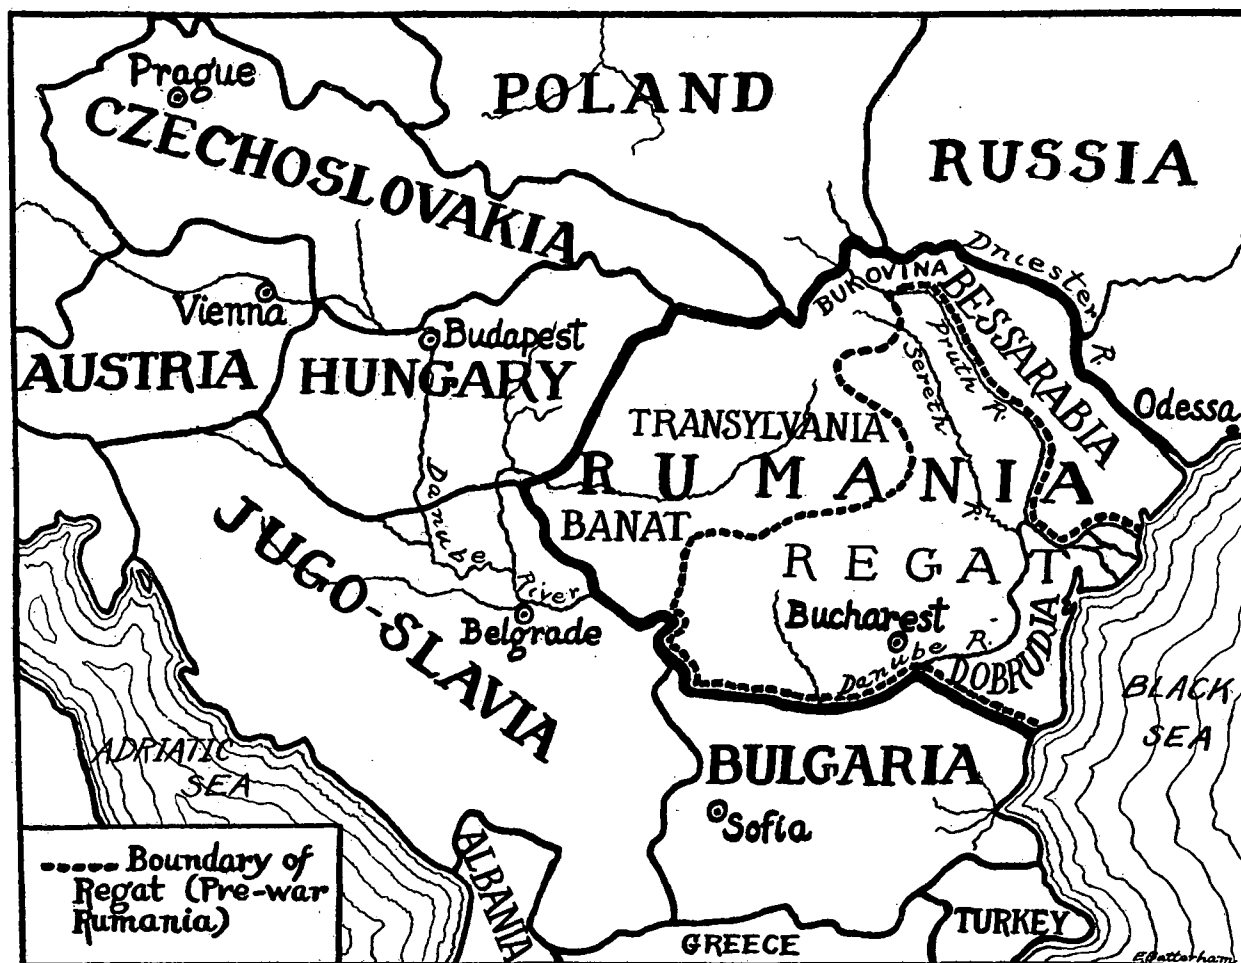 Prague
POLAND
CZECHOSLOVAKIA
RUSSIA
Dniester R.
BUKOVINA
BESSARABIA
Vienna
Budapest
Pruth R.
Sereth R.
AUSTRIA
HUNGARY
Odessa
TRANSYLVANIA
RUMANIA
Danube River
BANAT
JUGO-SLAVIA
REGAT
Bucharest
Belgrade
Danube R.
DOBRUDJA
BLACK
SEA
ADRIATIC
SEA
BULGARIA
Sofia
ALBANIA
Boundary of
Regat (Pre-war
Rumania)
TURKEY
GREECE
E.Batterham